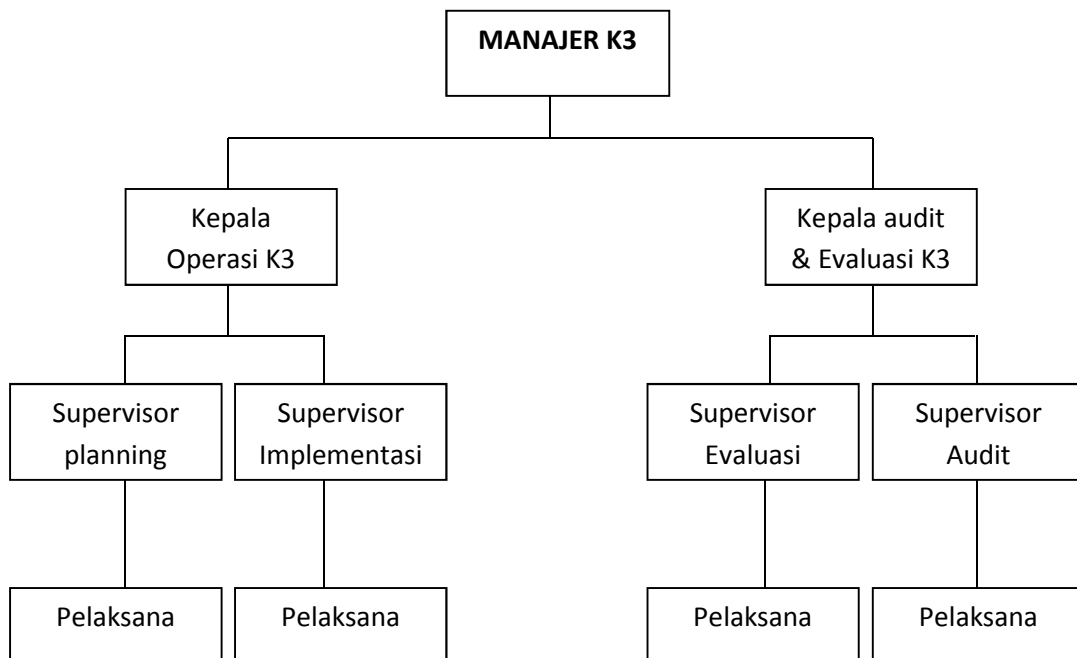 MANAJER K3
Kepala
Operasi K3
Kepala audit
& Evaluasi K3
Supervisor
planning
Supervisor
Implementasi
Supervisor
Evaluasi
Supervisor
Audit
Pelaksana
Pelaksana
Pelaksana
Pelaksana